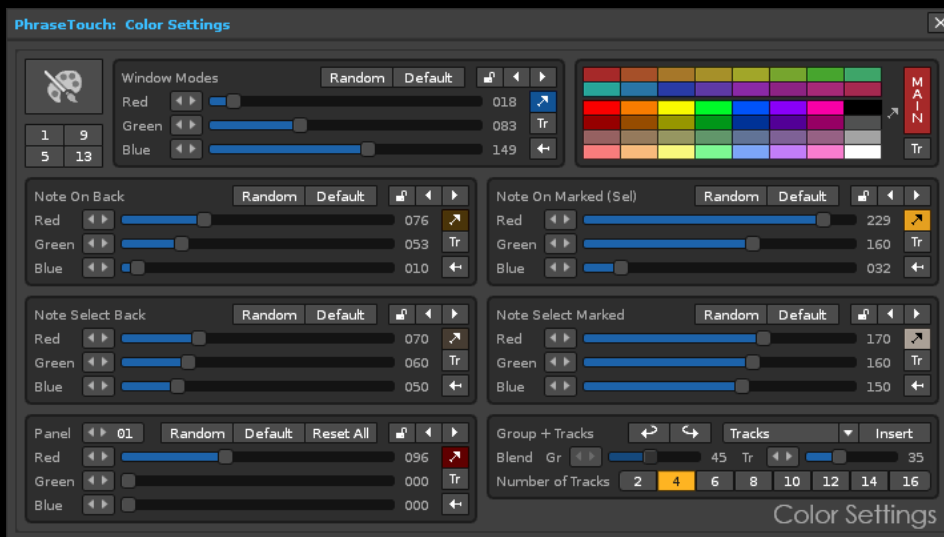 PhraseTouch: Color Settings
Window Modes Random Default
Red 018
Green 083 Tr
Blue 149
1 9
5 13
MAIN
Tr
Note On Back Random Default
Red 076
Green 053 Tr
Blue 010
Note On Marked (Sel) Random Default
Red 229
Green 160 Tr
Blue 032
Note Select Back Random Default
Red 070
Green 060 Tr
Blue 050
Note Select Marked Random Default
Red 170
Green 160 Tr
Blue 150
Panel 01 Random Default Reset All
Red 096
Green 000 Tr
Blue 000
Group + Tracks Tracks Insert
Blend Gr 45 Tr 35
Number of Tracks 2 4 6 8 10 12 14 16
Color Settings